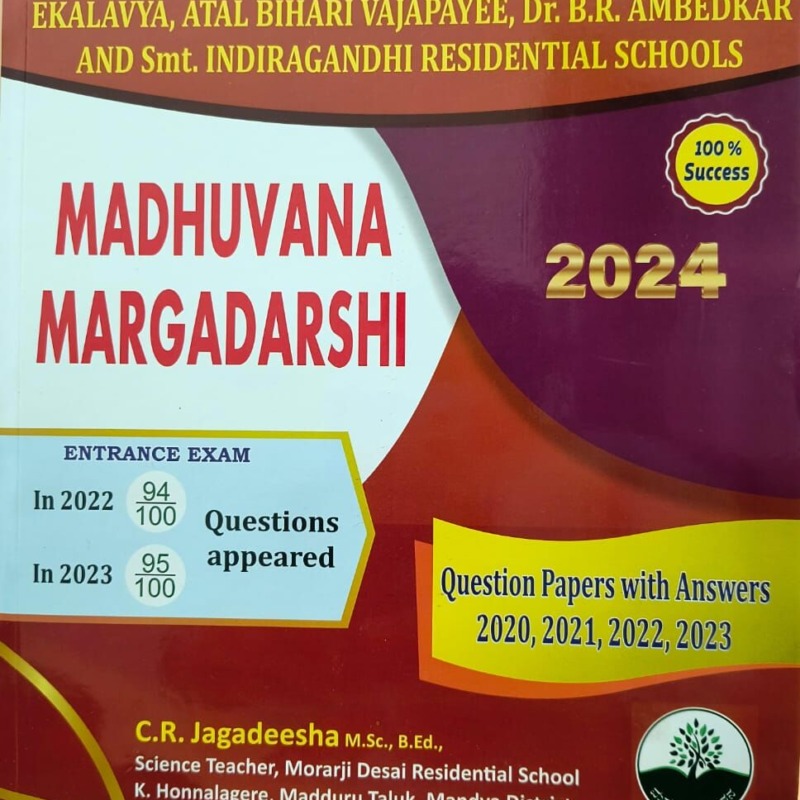 EKALAVYA, ATAL BIHARI VAJAPAYEE, Dr. B.R. AMBEDKAR
AND Smt. INDIRAGANDHI RESIDENTIAL SCHOOLS
100 %
Success
MADHUVANA
MARGADARSHI
2024
ENTRANCE EXAM
In 2022 94/100
In 2023 95/100
Questions
appeared
Question Papers with Answers
2020, 2021, 2022, 2023
C.R. Jagadeesha M.Sc., B.Ed.,
Science Teacher, Morarji Desai Residential School
K. Honnalagere, Madduru Taluk, Mandya District